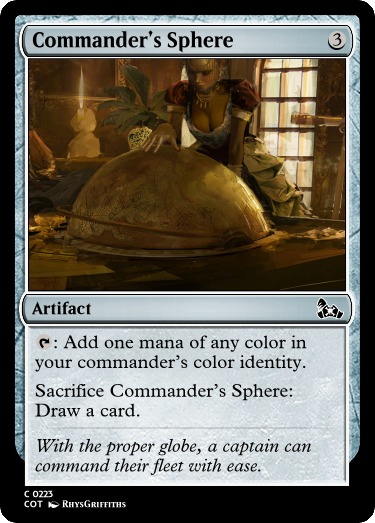 Commander's Sphere 3
Artifact
: Add one mana of any color in
your commander's color identity.
Sacrifice Commander's Sphere:
Draw a card.
With the proper globe, a captain can
command their fleet with ease.
C 0223
COT RhysGriffiths